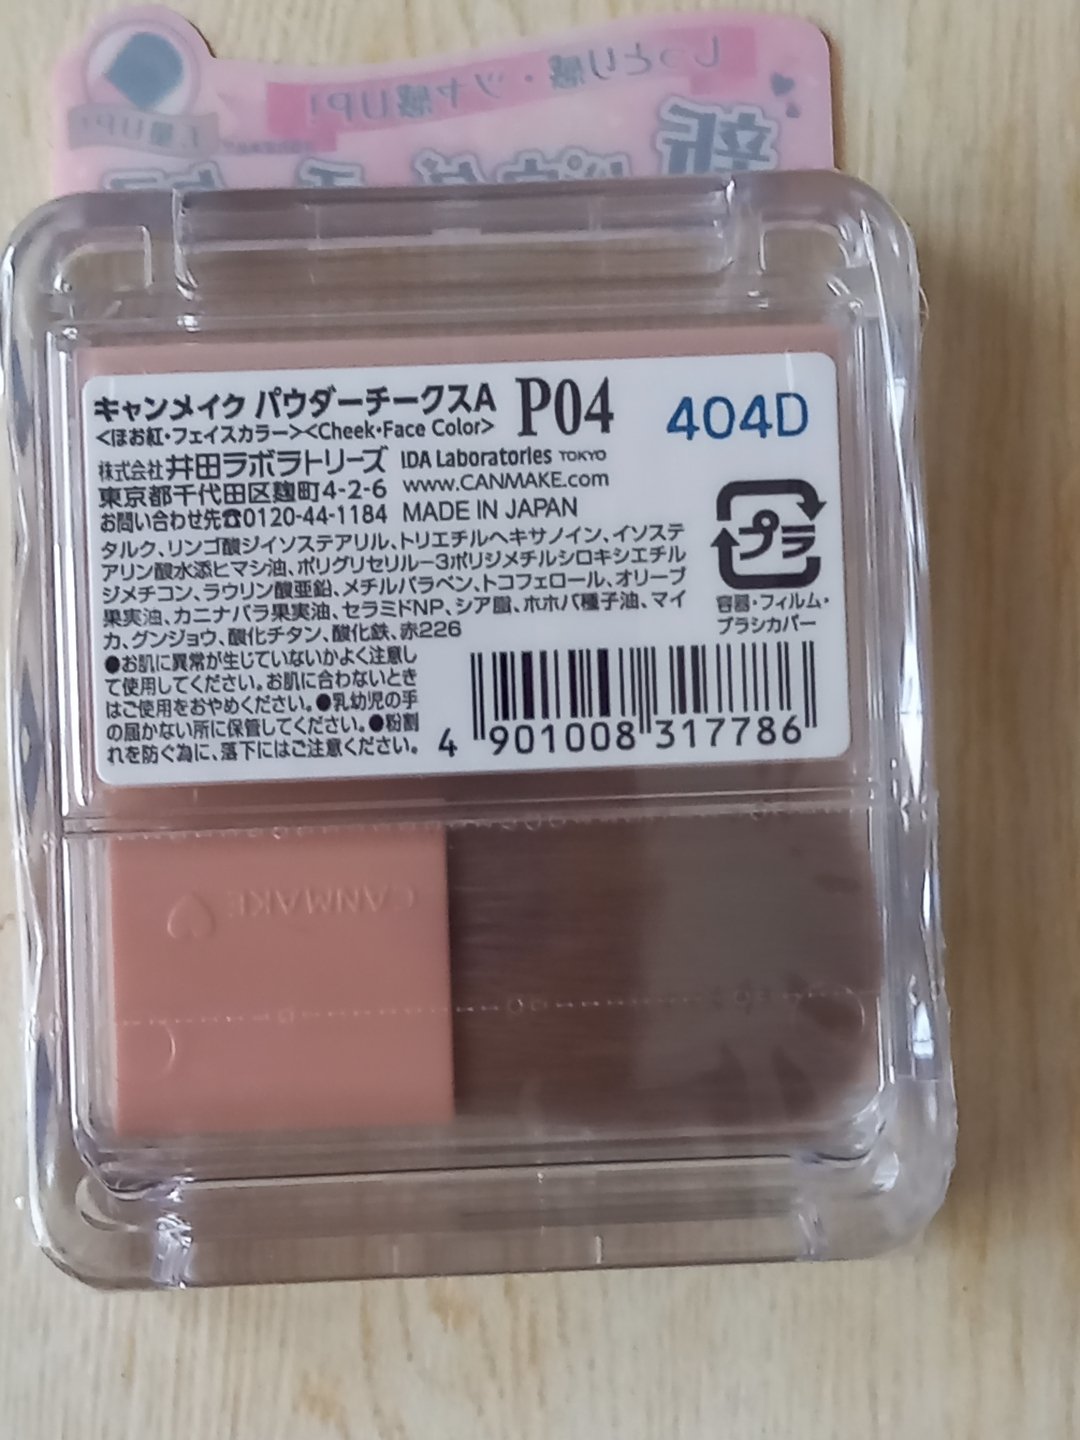 しっとり感・ツヤ感UP!
新
キャンメイク パウダーチークスA
P04
404D
<ほお紅・フェイスカラー><Cheek・Face Color>
株式会社井田ラボラトリーズ IDA Laboratories TOKYO
東京都千代田区麹町4-2-6 www.CANMAKE.com
お問い合わせ先☎0120-44-1184 MADE IN JAPAN
タルク、リンゴ酸ジイソステアリル、トリエチルヘキサノイン、イソステ
アリン酸水添ヒマシ油、ポリグリセリル-3ポリジメチルシロキシエチル
ジメチコン、ラウリン酸亜鉛、メチルパラベン、トコフェロール、オリーブ
果実油、カニナバラ果実油、セラミドNP、シア脂、ホホバ種子油、マイ
カ、グンジョウ、酸化チタン、酸化鉄、赤226
プラ
容器・フィルム・
ブラシカバー
●お肌に異常が生じていないかよく注意し
て使用してください。お肌に合わないとき
はご使用をおやめください。●乳幼児の手
の届かない所に保管してください。●粉割
れを防ぐ為に、落下にはご注意ください。
4 901008 317786
CANMAKE